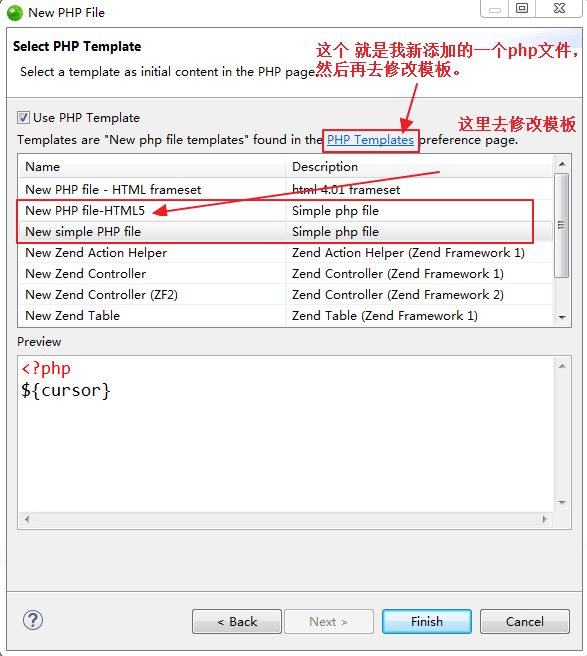 New PHP File
Select PHP Template
这个 就是我新添加的一个php文件，
然后再去修改模板。
Select a template as initial content in the PHP page.
Use PHP Template
这里去修改模板
Templates are "New php file templates" found in the PHP Templates preference page.
Name Description
New PHP file - HTML frameset html 4.01 frameset
New PHP file-HTML5 Simple php file
New simple PHP file Simple php file
New Zend Action Helper Zend Action Helper (Zend Framework 1)
New Zend Controller Zend Controller (Zend Framework 1)
New Zend Controller (ZF2) Zend Controller (Zend Framework 2)
New Zend Table Zend Table (Zend Framework 1)
Preview
<?php
${cursor}
? < Back Next > Finish Cancel